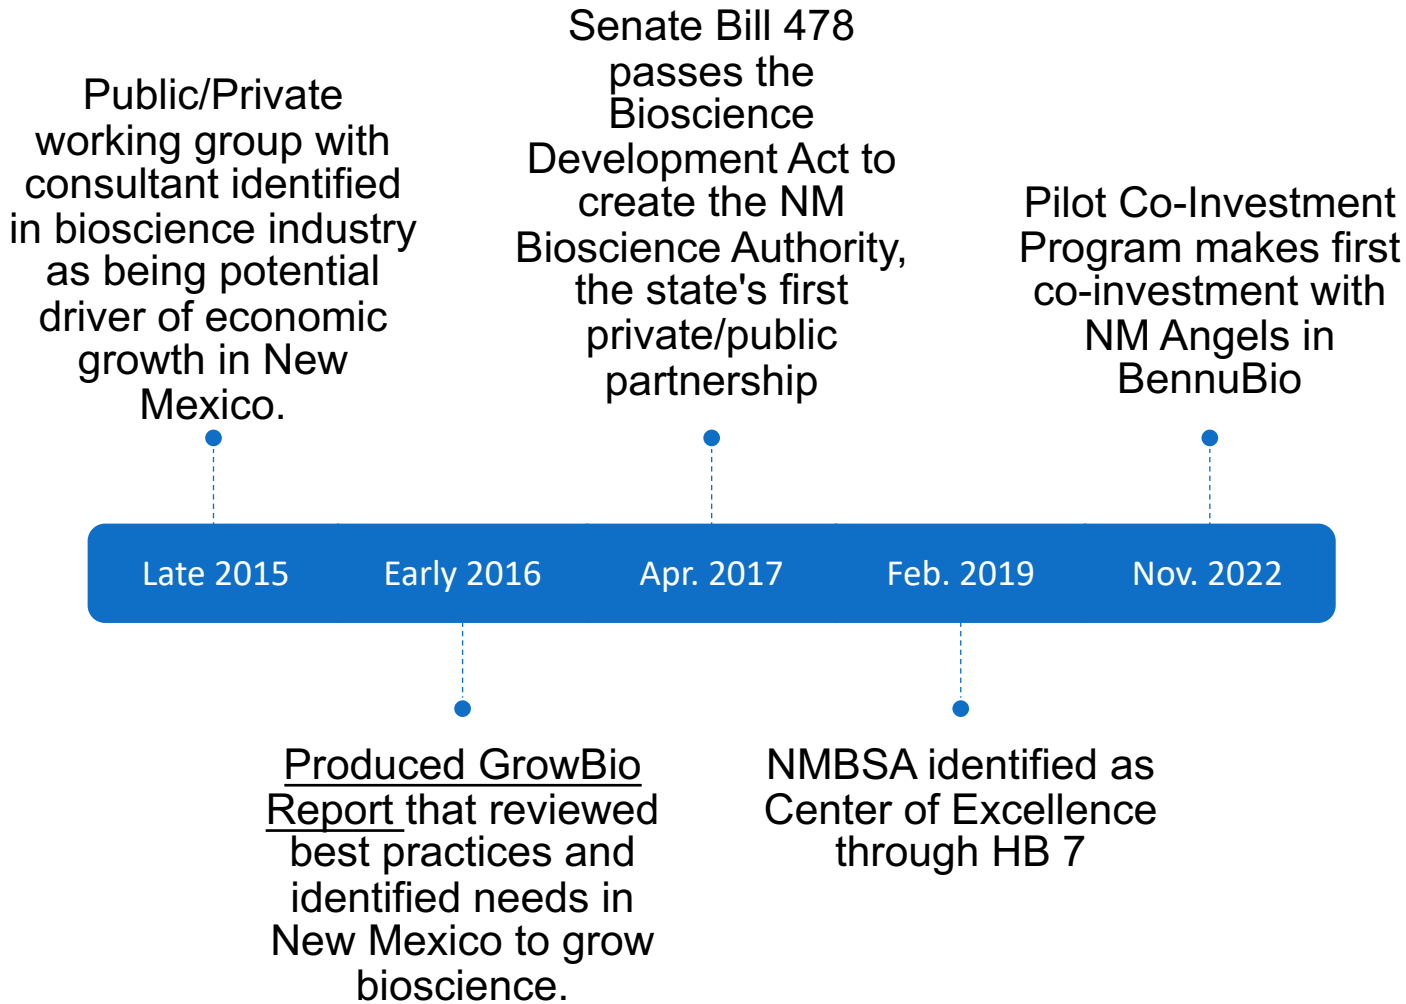 Public/Private
working group with
consultant identified
in bioscience industry
as being potential
driver of economic
growth in New
Mexico.
Senate Bill 478
passes the
Bioscience
Development Act to
create the NM
Bioscience Authority,
the state's first
private/public
partnership
Pilot Co-Investment
Program makes first
co-investment with
NM Angels in
BennuBio
Late 2015
Early 2016
Apr. 2017
Feb. 2019
Nov. 2022
Produced GrowBio
Report that reviewed
best practices and
identified needs in
New Mexico to grow
bioscience.
NMBSA identified as
Center of Excellence
through HB 7